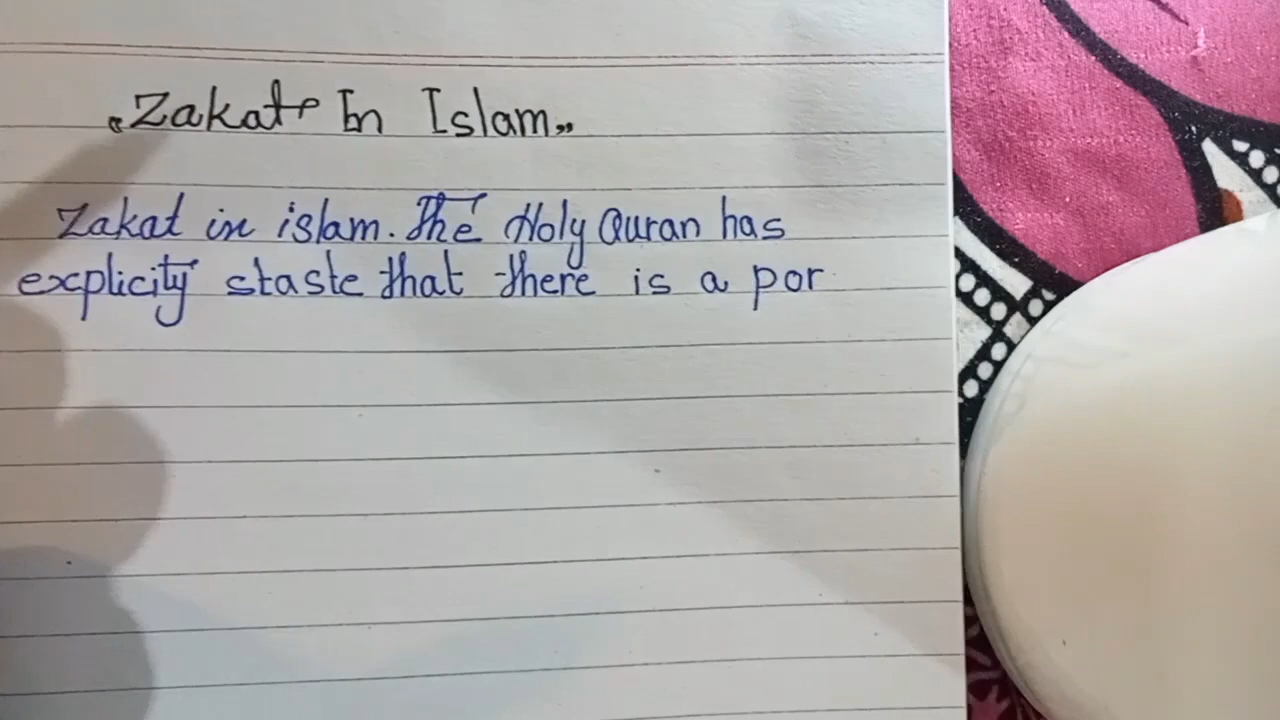 "Zakat In Islam"
Zakat in islam. The Holy Quran has
explicity staste that there is a por